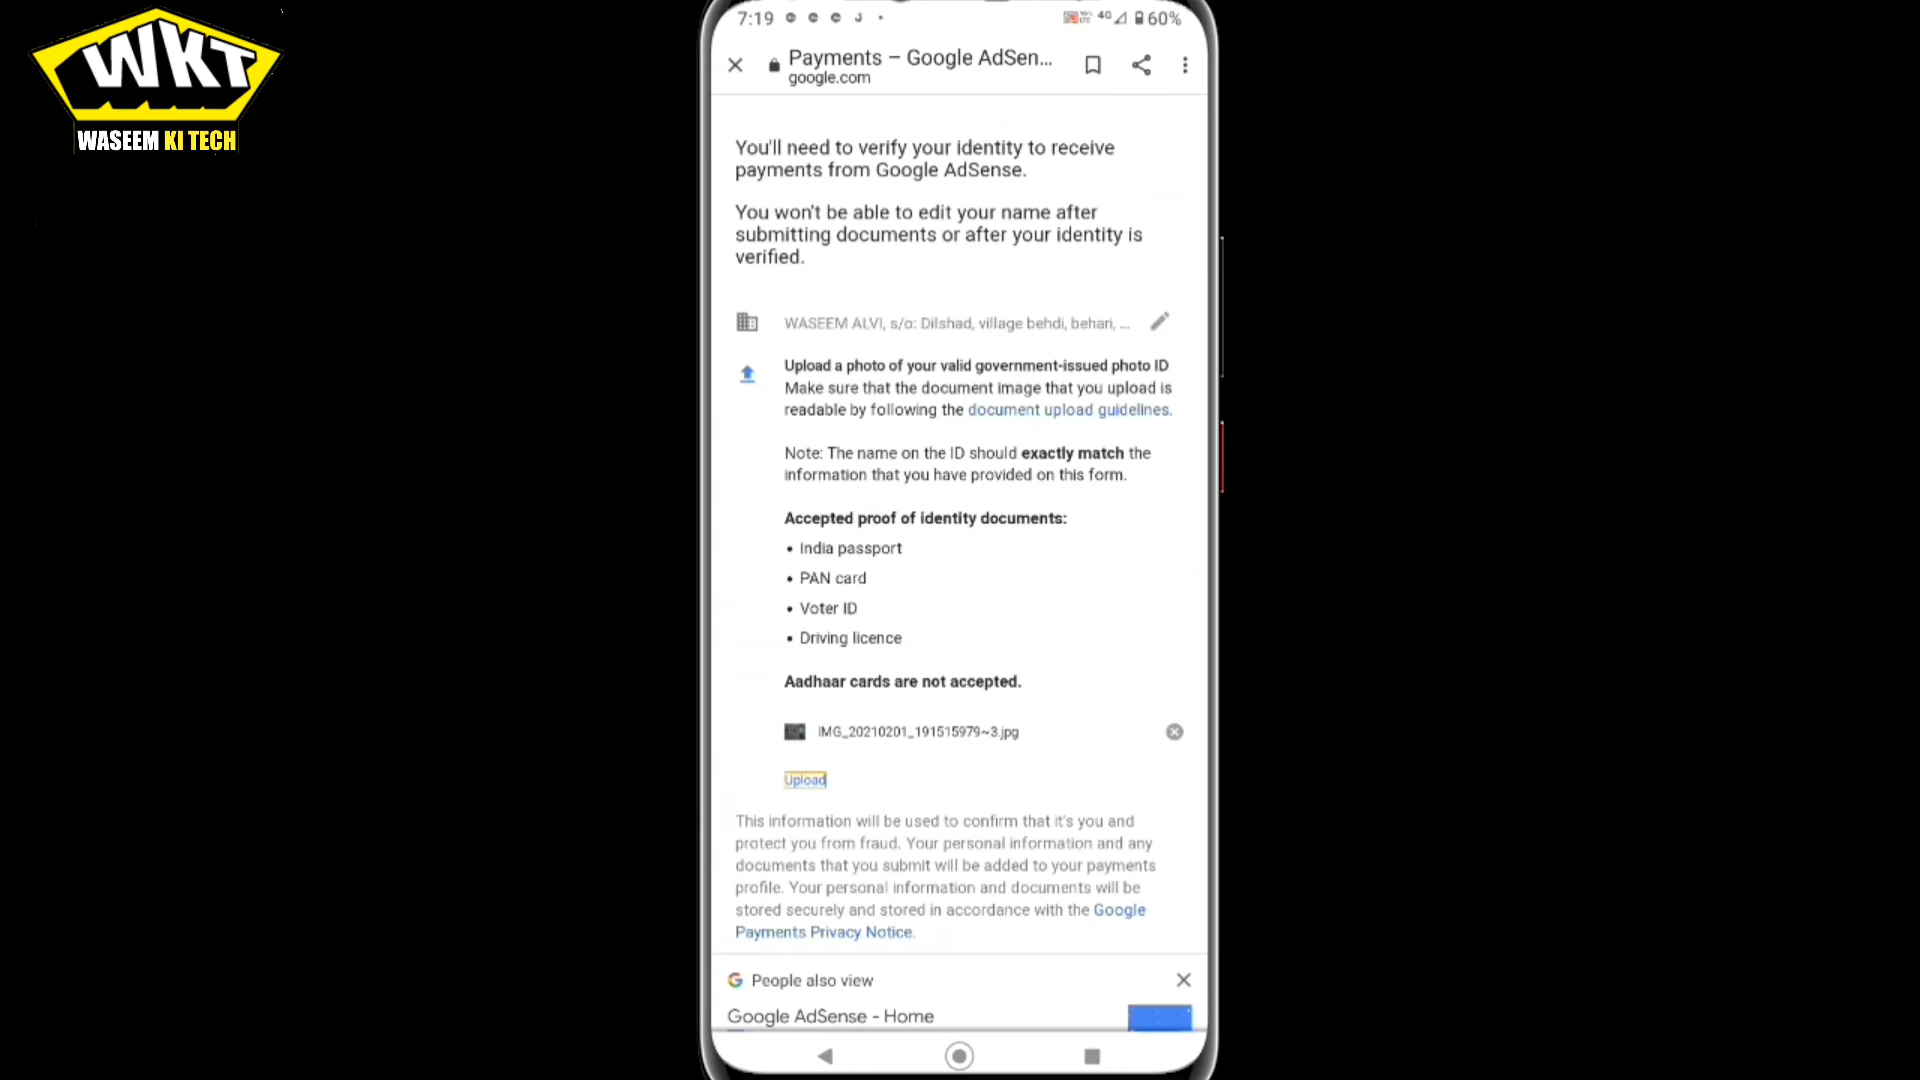 WKT
WASEEM KI TECH
7:19
4G
60%
Payments – Google AdSen...
google.com
You'll need to verify your identity to receive
payments from Google AdSense.
You won't be able to edit your name after
submitting documents or after your identity is
verified.
WASEEM ALVI, s/o: Dilshad, village behdi, behari, ...
Upload a photo of your valid government-issued photo ID
Make sure that the document image that you upload is
readable by following the document upload guidelines.
Note: The name on the ID should exactly match the
information that you have provided on this form.
Accepted proof of identity documents:
• India passport
• PAN card
• Voter ID
• Driving licence
Aadhaar cards are not accepted.
IMG_20210201_191515979~3.jpg
Upload
This information will be used to confirm that it's you and
protect you from fraud. Your personal information and any
documents that you submit will be added to your payments
profile. Your personal information and documents will be
stored securely and stored in accordance with the Google
Payments Privacy Notice.
G People also view
Google AdSense - Home